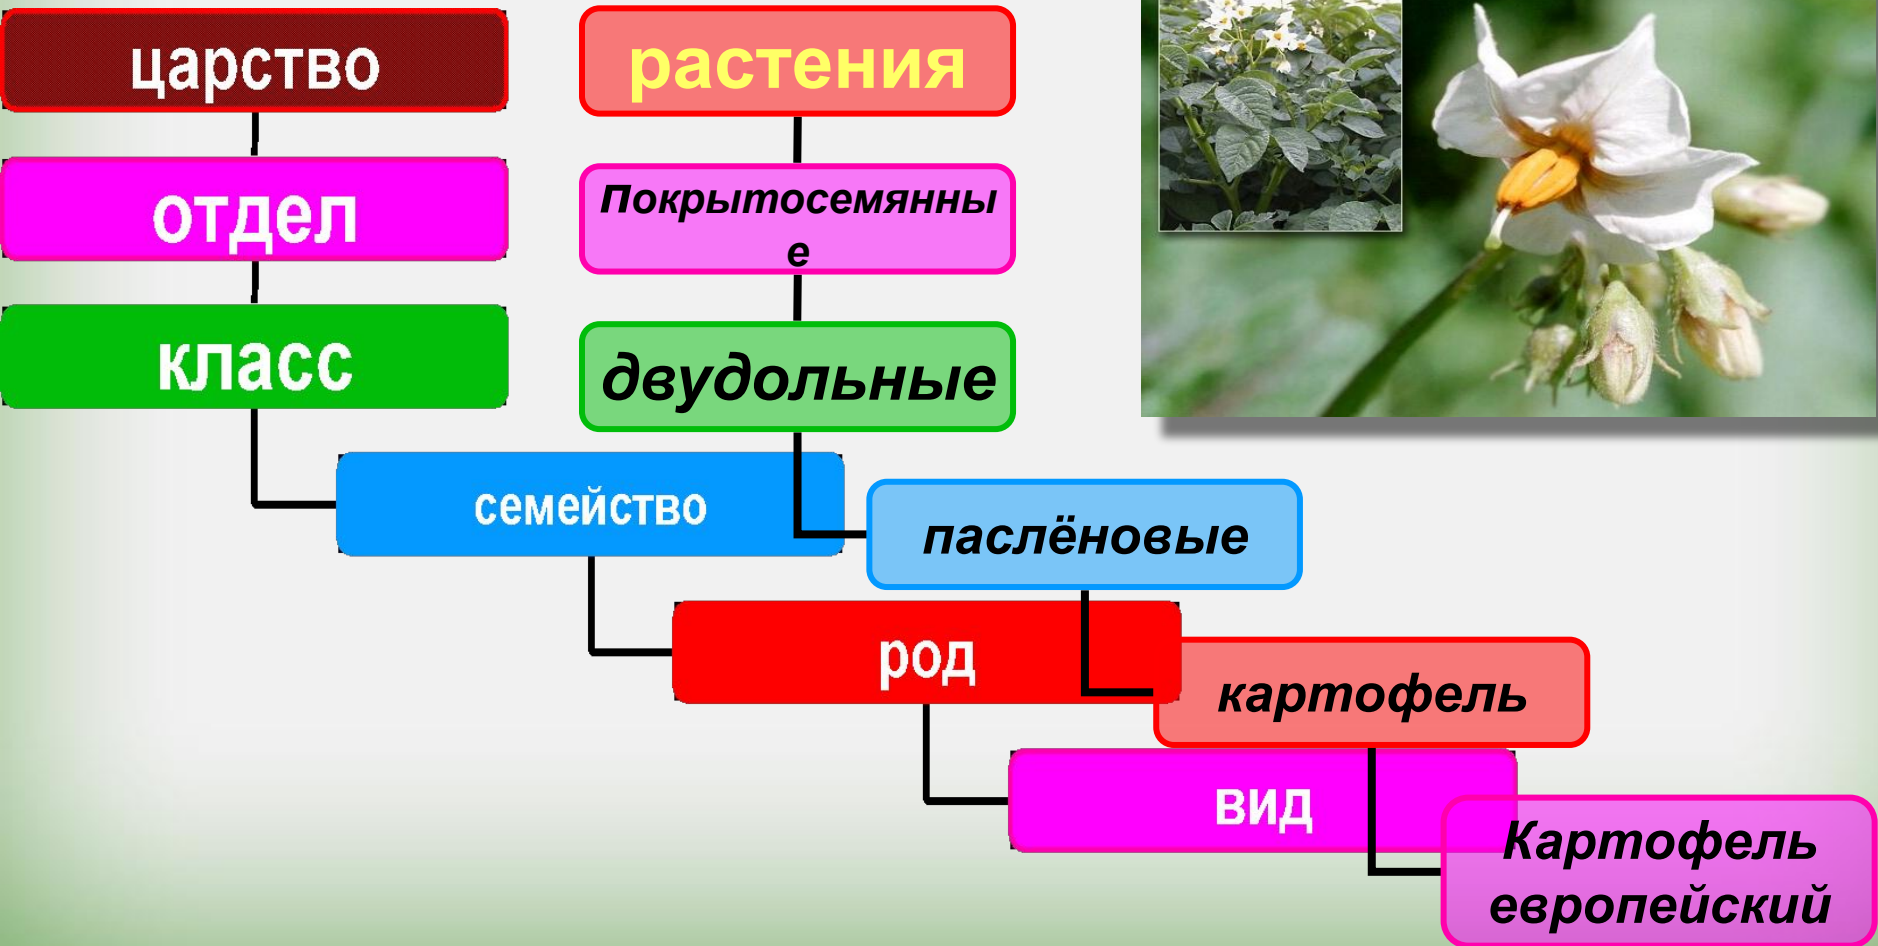 царство
растения
отдел
Покрытосемянны
е
класс
двудольные
семейство
паслёновые
род
картофель
вид
Картофель
европейский